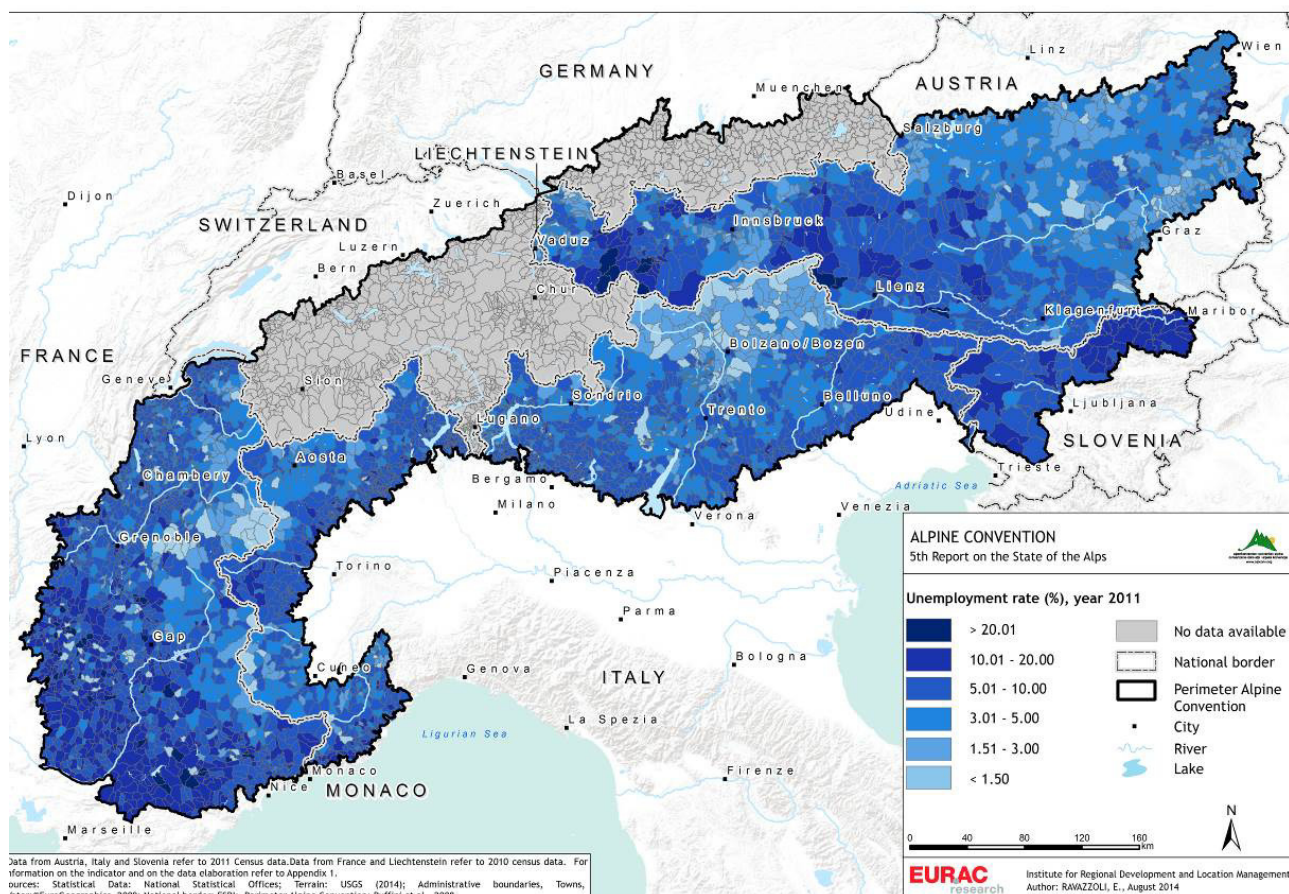 GERMANY
Linz
Wien
Muenchen
AUSTRIA
Salzburg
LIECHTENSTEIN
Basel
Dijon
Zuerich
SWITZERLAND
Innsbruck
Luzern
Vaduz
Graz
Bern
Chur
Lienz
Klagenfurt
Maribor
FRANCE
Bolzano/Bozen
Geneve
Sion
Sondrio
Belluno
Lugano
Trento
Udine
Ljubljana
Lyon
SLOVENIA
Aosta
Chambery
Trieste
Bergamo
Adriatic Sea
Milano
Venezia
Verona
Grenoble
Torino
Piacenza
Parma
Gap
Cuneo
Genova
Bologna
ITALY
La Spezia
Ligurian Sea
Monaco
Nice
MONACO
Firenze
Marseille
ALPINE CONVENTION
5th Report on the State of the Alps
Unemployment rate (%), year 2011
> 20.01
10.01 - 20.00
5.01 - 10.00
3.01 - 5.00
1.51 - 3.00
< 1.50
No data available
National border
Perimeter Alpine
Convention
City
River
Lake
N
0 40 80 120 160
km
EURAC
research
Institute for Regional Development and Location Management
Author: RAVAZZOLI, E., August 2014
Data from Austria, Italy and Slovenia refer to 2011 Census data.Data from France and Liechtenstein refer to 2010 census data. For
information on the indicator and on the data elaboration refer to Appendix 1.
Sources: Statistical Data: National Statistical Offices; Terrain: USGS (2014); Administrative boundaries, Towns,